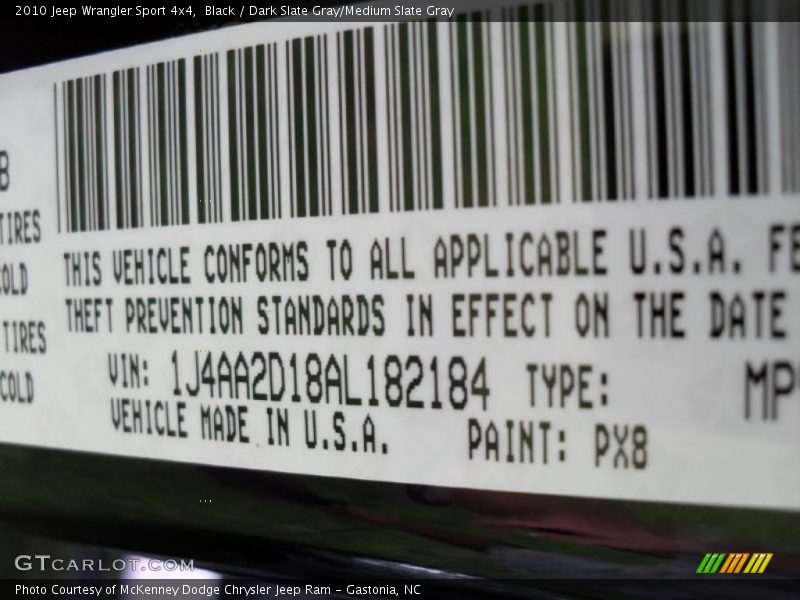 2010 Jeep Wrangler Sport 4x4, Black / Dark Slate Gray/Medium Slate Gray
B
TIRES
COLD
TIRES
COLD
THIS VEHICLE CONFORMS TO ALL APPLICABLE U.S.A. FE
THEFT PREVENTION STANDARDS IN EFFECT ON THE DATE
VIN: 1J4AA2D18AL182184 TYPE: MP
VEHICLE MADE IN U.S.A. PAINT: PX8
GTCARLOT.COM
Photo Courtesy of McKenney Dodge Chrysler Jeep Ram – Gastonia, NC